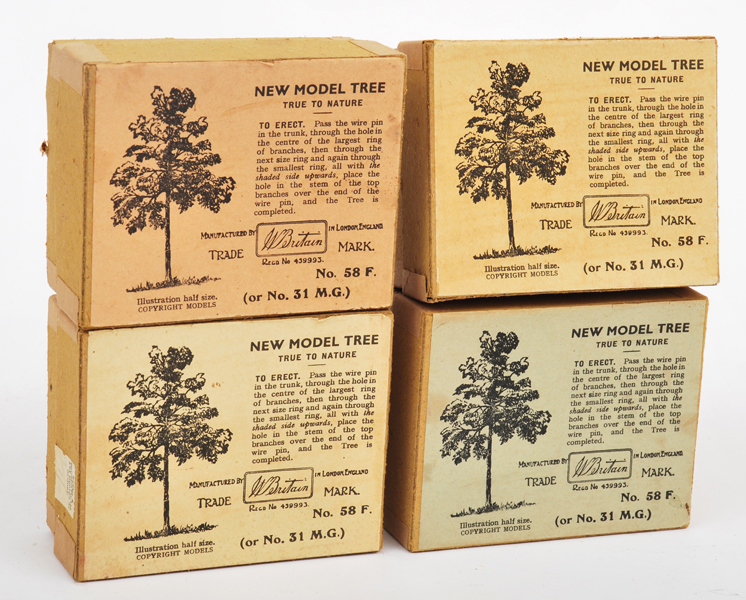 NEW MODEL TREE
TRUE TO NATURE
TO ERECT. Pass the wire pin
in the trunk, through the hole in
the centre of the largest ring
of branches, then through the
next size ring and again through
the smallest ring, all with the
shaded side upwards, place the
hole in the stem of the top
branches over the end of the
wire pin, and the Tree is
completed.
MANUFACTURED BY W Britain IN LONDON, ENGLAND
TRADE MARK.
REGD No 439993.
No. 58 F.
Illustration half size.
COPYRIGHT MODELS
(or No. 31 M.G.)
NEW MODEL TREE
TRUE TO NATURE
TO ERECT. Pass the wire pin
in the trunk, through the hole in
the centre of the largest ring
of branches, then through the
next size ring and again through
the smallest ring, all with the
shaded side upwards, place the
hole in the stem of the top
branches over the end of the
wire pin, and the Tree is
completed.
MANUFACTURED BY W Britain IN LONDON, ENGLAND
TRADE MARK.
REGD No 439993.
No. 58 F.
Illustration half size.
COPYRIGHT MODELS
(or No. 31 M.G.)
NEW MODEL TREE
TRUE TO NATURE
TO ERECT. Pass the wire pin
in the trunk, through the hole in
the centre of the largest ring
of branches, then through the
next size ring and again through
the smallest ring, all with the
shaded side upwards, place the
hole in the stem of the top
branches over the end of the
wire pin, and the Tree is
completed.
MANUFACTURED BY W Britain IN LONDON, ENGLAND
TRADE MARK.
REGD No 439993.
No. 58 F.
Illustration half size.
COPYRIGHT MODELS
(or No. 31 M.G.)
NEW MODEL TREE
TRUE TO NATURE
TO ERECT. Pass the wire pin
in the trunk, through the hole in
the centre of the largest ring
of branches, then through the
next size ring and again through
the smallest ring, all with the
shaded side upwards, place the
hole in the stem of the top
branches over the end of the
wire pin, and the Tree is
completed.
MANUFACTURED BY W Britain IN LONDON, ENGLAND
TRADE MARK.
REGD No 439993.
No. 58 F.
Illustration half size.
COPYRIGHT MODELS
(or No. 31 M.G.)